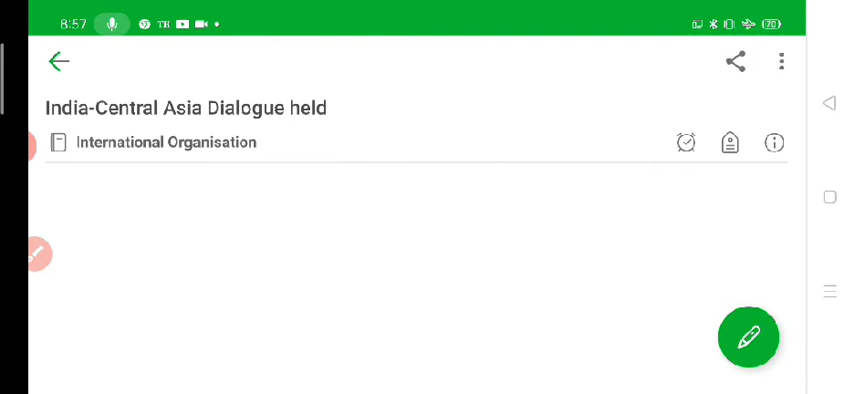 8:57 TH 70
India-Central Asia Dialogue held
International Organisation